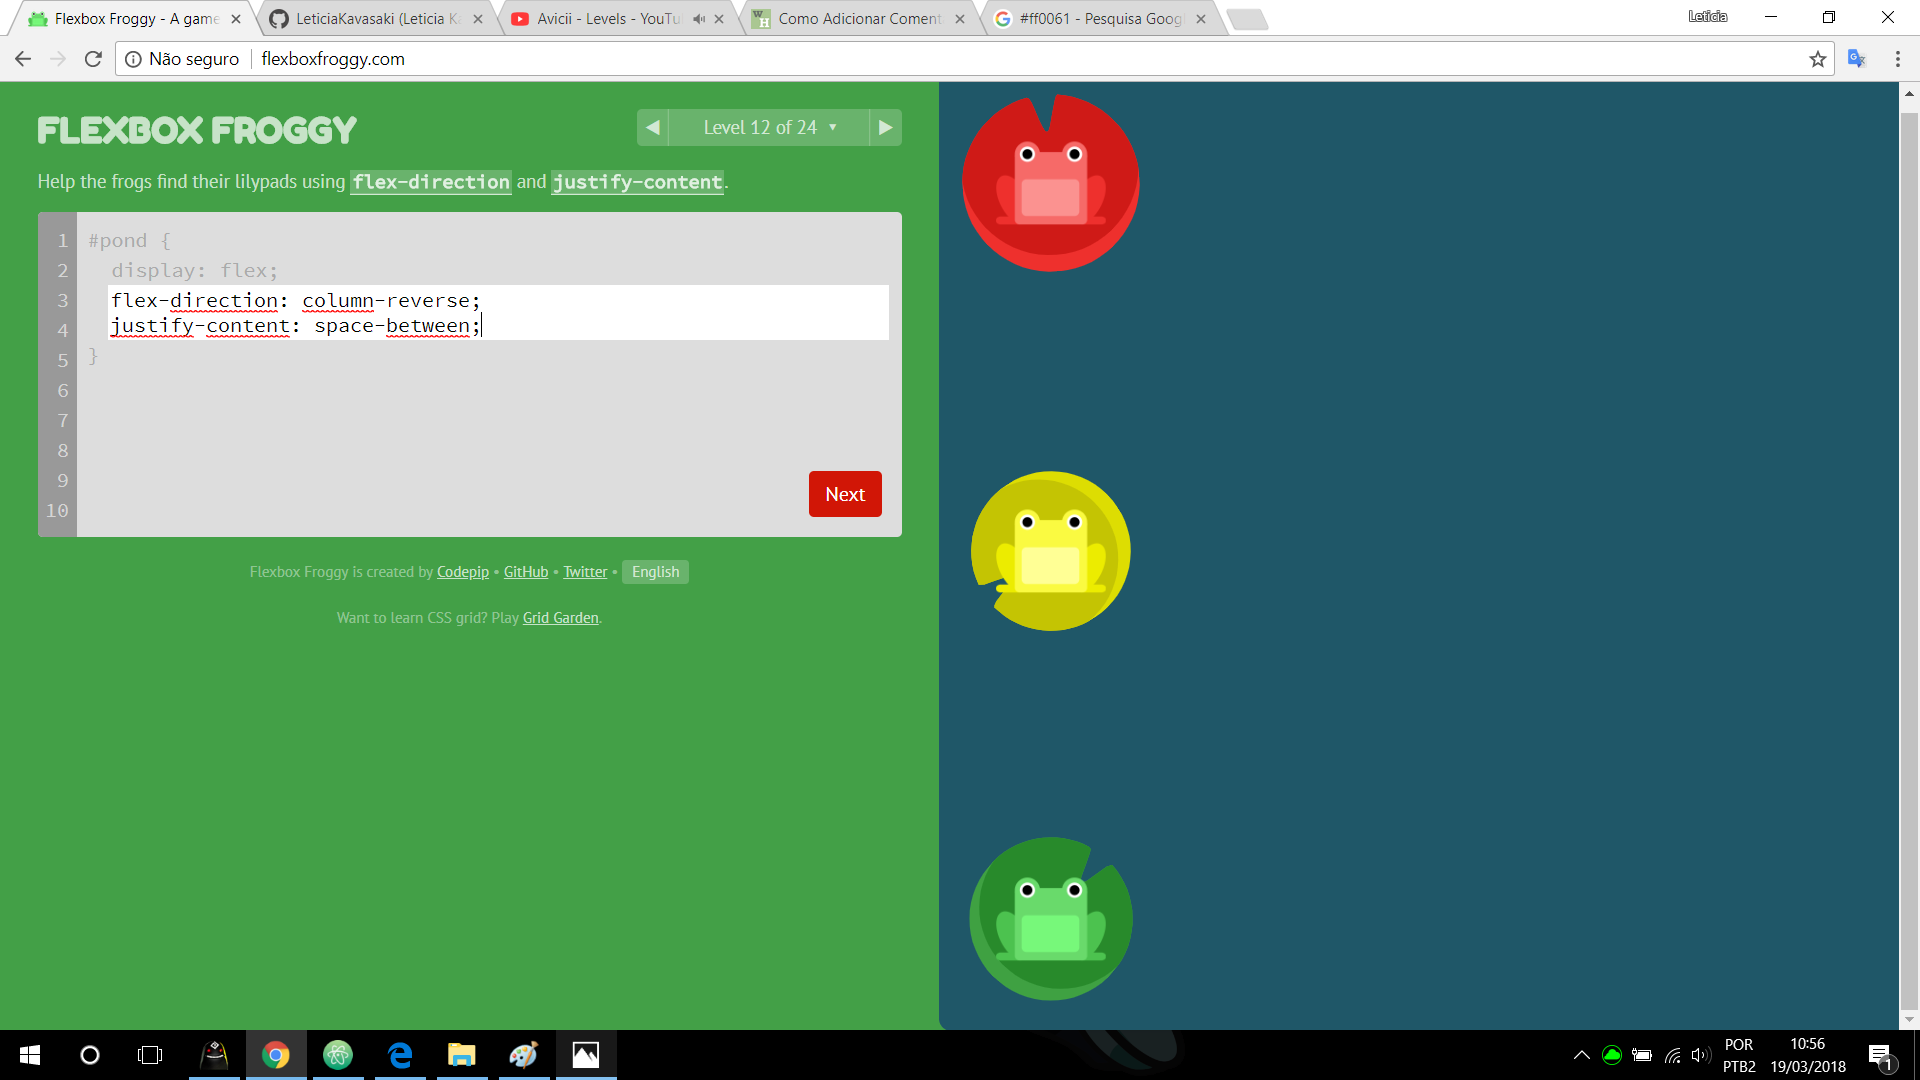 Flexbox Froggy - A game
LeticiaKavasaki (Leticia K
Avicii - Levels - YouTu
Como Adicionar Coment
#ff0061 - Pesquisa Goog
Leticia
Não seguro
flexboxfroggy.com
FLEXBOX FROGGY
Level 12 of 24
Help the frogs find their lilypads using flex-direction and justify-content.
1 #pond {
2 display: flex;
3 flex-direction: column-reverse;
4 justify-content: space-between;
5 }
6
7
8
9
10
Next
Flexbox Froggy is created by Codepip • GitHub • Twitter • English
Want to learn CSS grid? Play Grid Garden.
POR
PTB2
10:56
19/03/2018
1